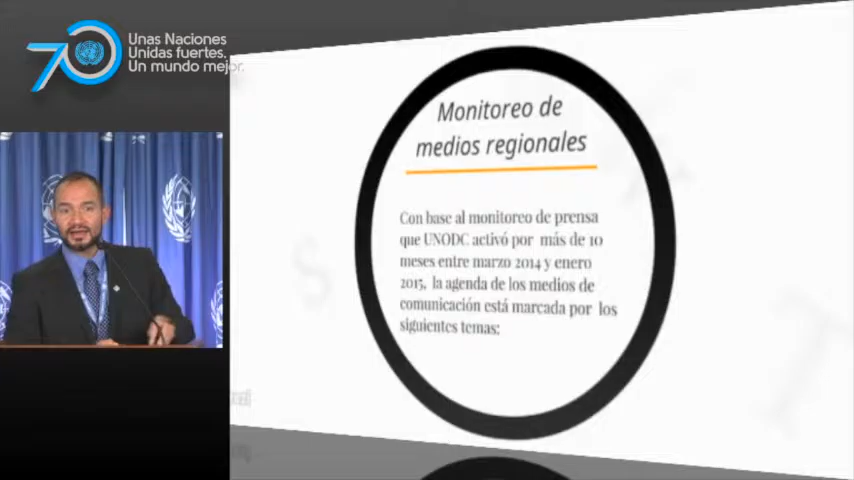 70
Unas Naciones
Unidas fuertes.
Un mundo mejor.
Monitoreo de
medios regionales
Con base al monitoreo de prensa
que UNODC activó por más de 10
meses entre marzo 2014 y enero
2015, la agenda de los medios de
comunicación está marcada por los
siguientes temas:
S
T